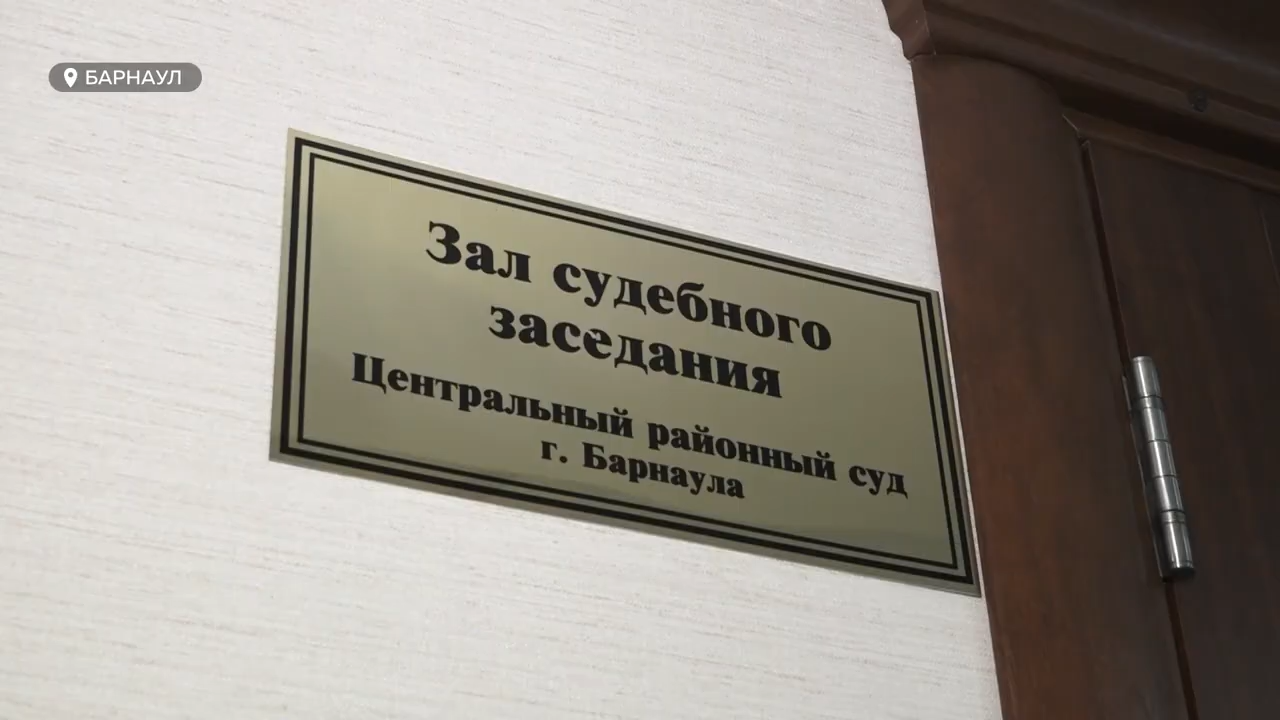 БАРНАУЛ
Зал судебного
заседания
Центральный районный суд
г. Барнаула